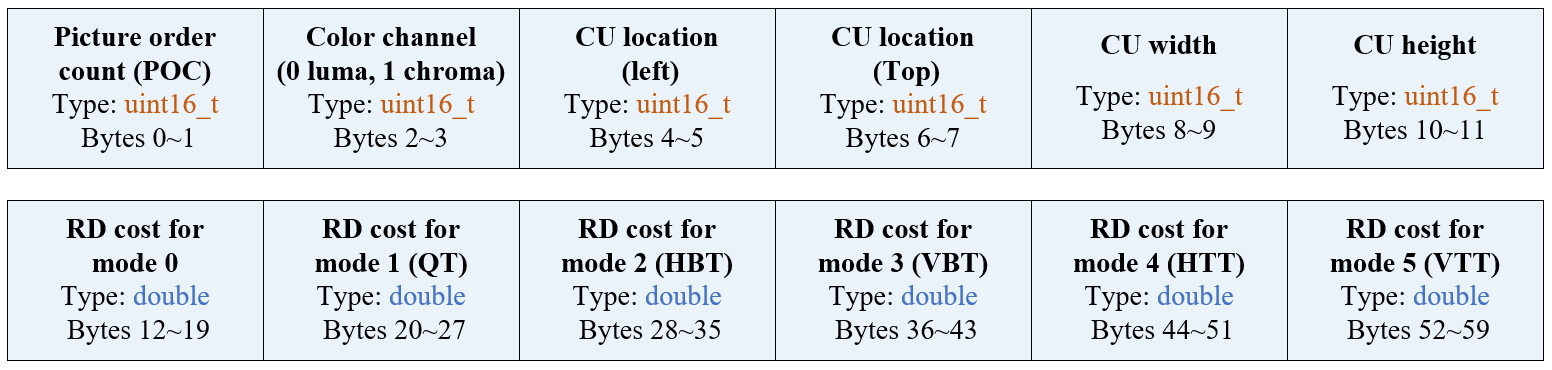 Picture order
count (POC)
Type: uint16_t
Bytes 0~1
Color channel
(0 luma, 1 chroma)
Type: uint16_t
Bytes 2~3
CU location
(left)
Type: uint16_t
Bytes 4~5
CU location
(Top)
Type: uint16_t
Bytes 6~7
CU width
Type: uint16_t
Bytes 8~9
CU height
Type: uint16_t
Bytes 10~11
RD cost for
mode 0
Type: double
Bytes 12~19
RD cost for
mode 1 (QT)
Type: double
Bytes 20~27
RD cost for
mode 2 (HBT)
Type: double
Bytes 28~35
RD cost for
mode 3 (VBT)
Type: double
Bytes 36~43
RD cost for
mode 4 (HTT)
Type: double
Bytes 44~51
RD cost for
mode 5 (VTT)
Type: double
Bytes 52~59